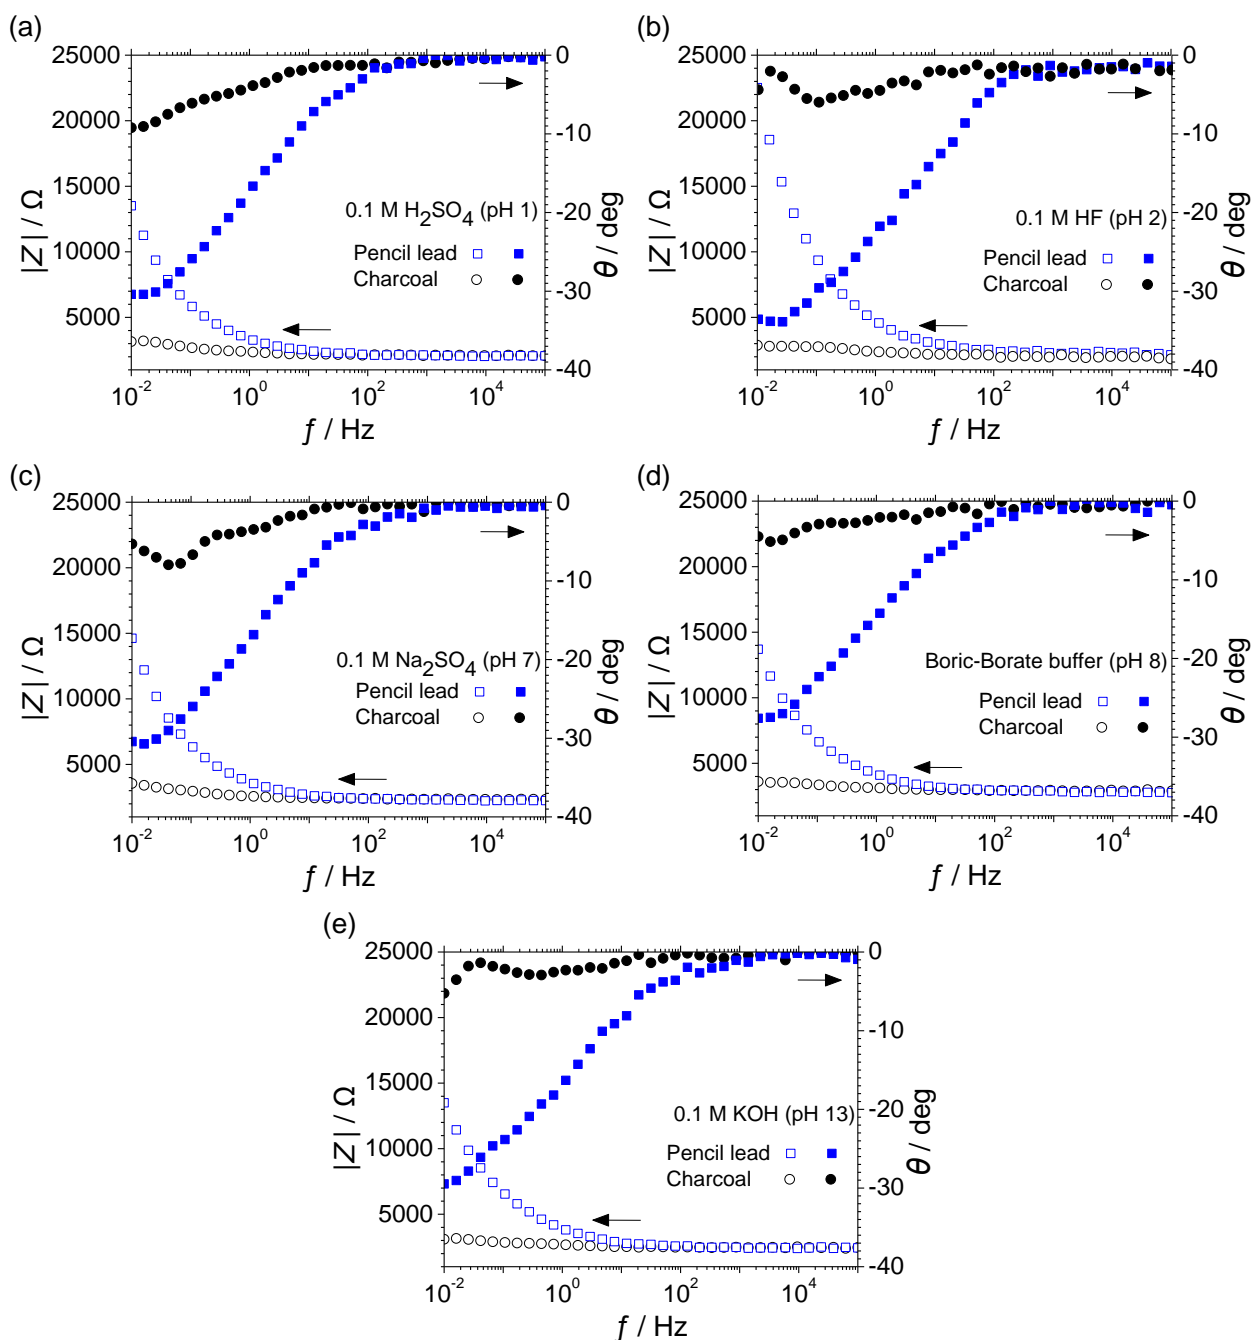 (a)
25000
20000
15000
10000
5000
|Z| / Ω
0
-10
-20
-30
-40
θ / deg
0.1 M H₂SO₄ (pH 1)
Pencil lead
Charcoal
10⁻² 10⁰ 10² 10⁴
f / Hz
(b)
25000
20000
15000
10000
5000
|Z| / Ω
0
-10
-20
-30
-40
θ / deg
0.1 M HF (pH 2)
Pencil lead
Charcoal
10⁻² 10⁰ 10² 10⁴
f / Hz
(c)
25000
20000
15000
10000
5000
|Z| / Ω
0
-10
-20
-30
-40
θ / deg
0.1 M Na₂SO₄ (pH 7)
Pencil lead
Charcoal
10⁻² 10⁰ 10² 10⁴
f / Hz
(d)
25000
20000
15000
10000
5000
|Z| / Ω
0
-10
-20
-30
-40
θ / deg
Boric-Borate buffer (pH 8)
Pencil lead
Charcoal
10⁻² 10⁰ 10² 10⁴
f / Hz
(e)
25000
20000
15000
10000
5000
|Z| / Ω
0
-10
-20
-30
-40
θ / deg
0.1 M KOH (pH 13)
Pencil lead
Charcoal
10⁻² 10⁰ 10² 10⁴
f / Hz